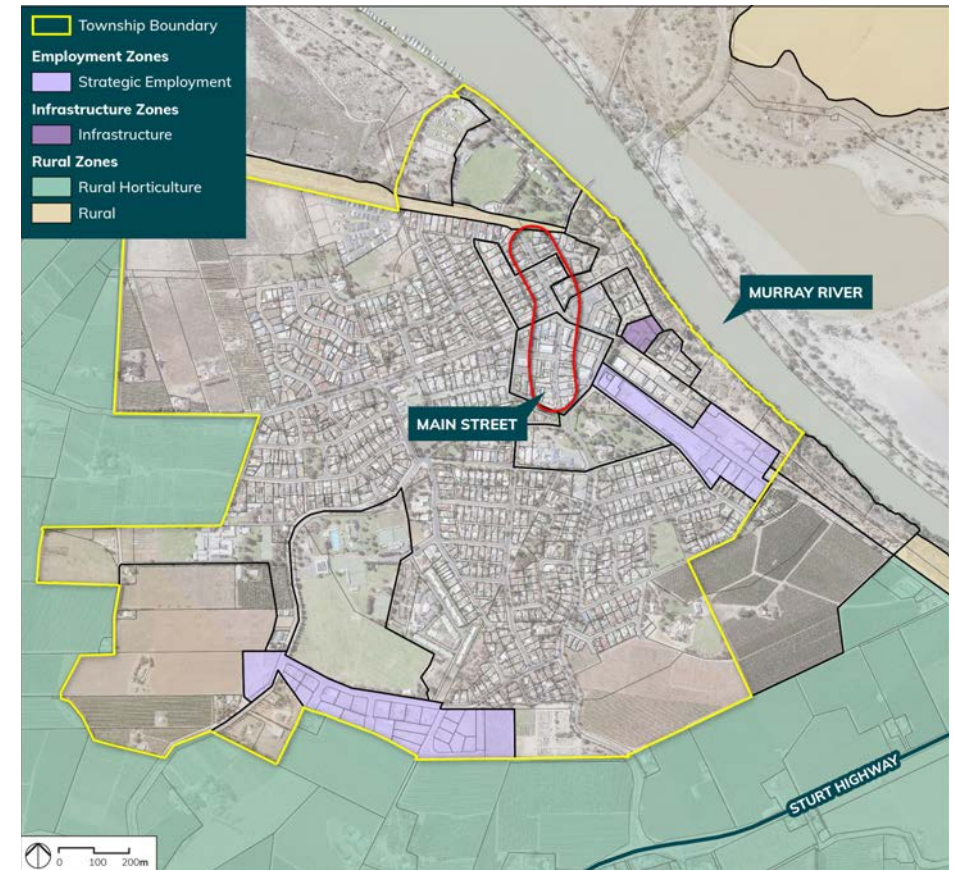 Township Boundary
Employment Zones
Strategic Employment
Infrastructure Zones
Infrastructure
Rural Zones
Rural Horticulture
Rural
MURRAY RIVER
MAIN STREET
STURT HIGHWAY
0 100 200m